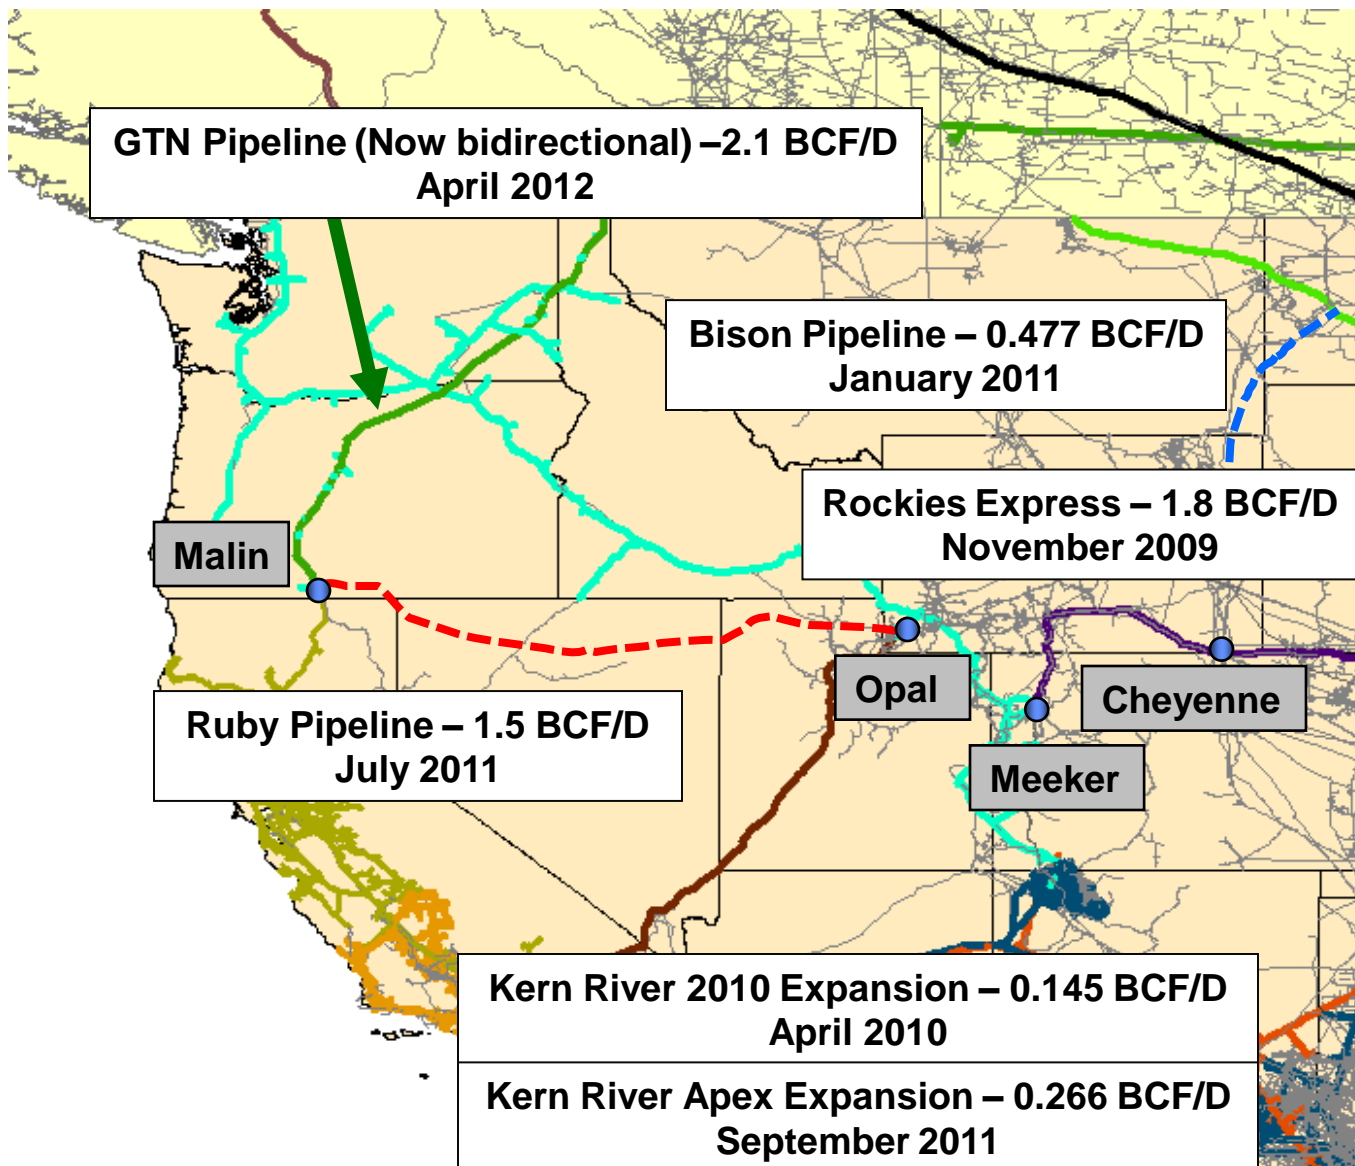 GTN Pipeline (Now bidirectional) –2.1 BCF/D
April 2012
Bison Pipeline – 0.477 BCF/D
January 2011
Rockies Express – 1.8 BCF/D
November 2009
Malin
Opal
Cheyenne
Ruby Pipeline – 1.5 BCF/D
July 2011
Meeker
Kern River 2010 Expansion – 0.145 BCF/D
April 2010
Kern River Apex Expansion – 0.266 BCF/D
September 2011